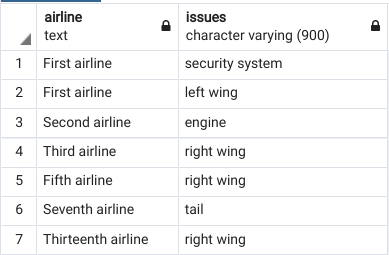 airline issues
text character varying (900)
1 First airline security system
2 First airline left wing
3 Second airline engine
4 Third airline right wing
5 Fifth airline right wing
6 Seventh airline tail
7 Thirteenth airline right wing